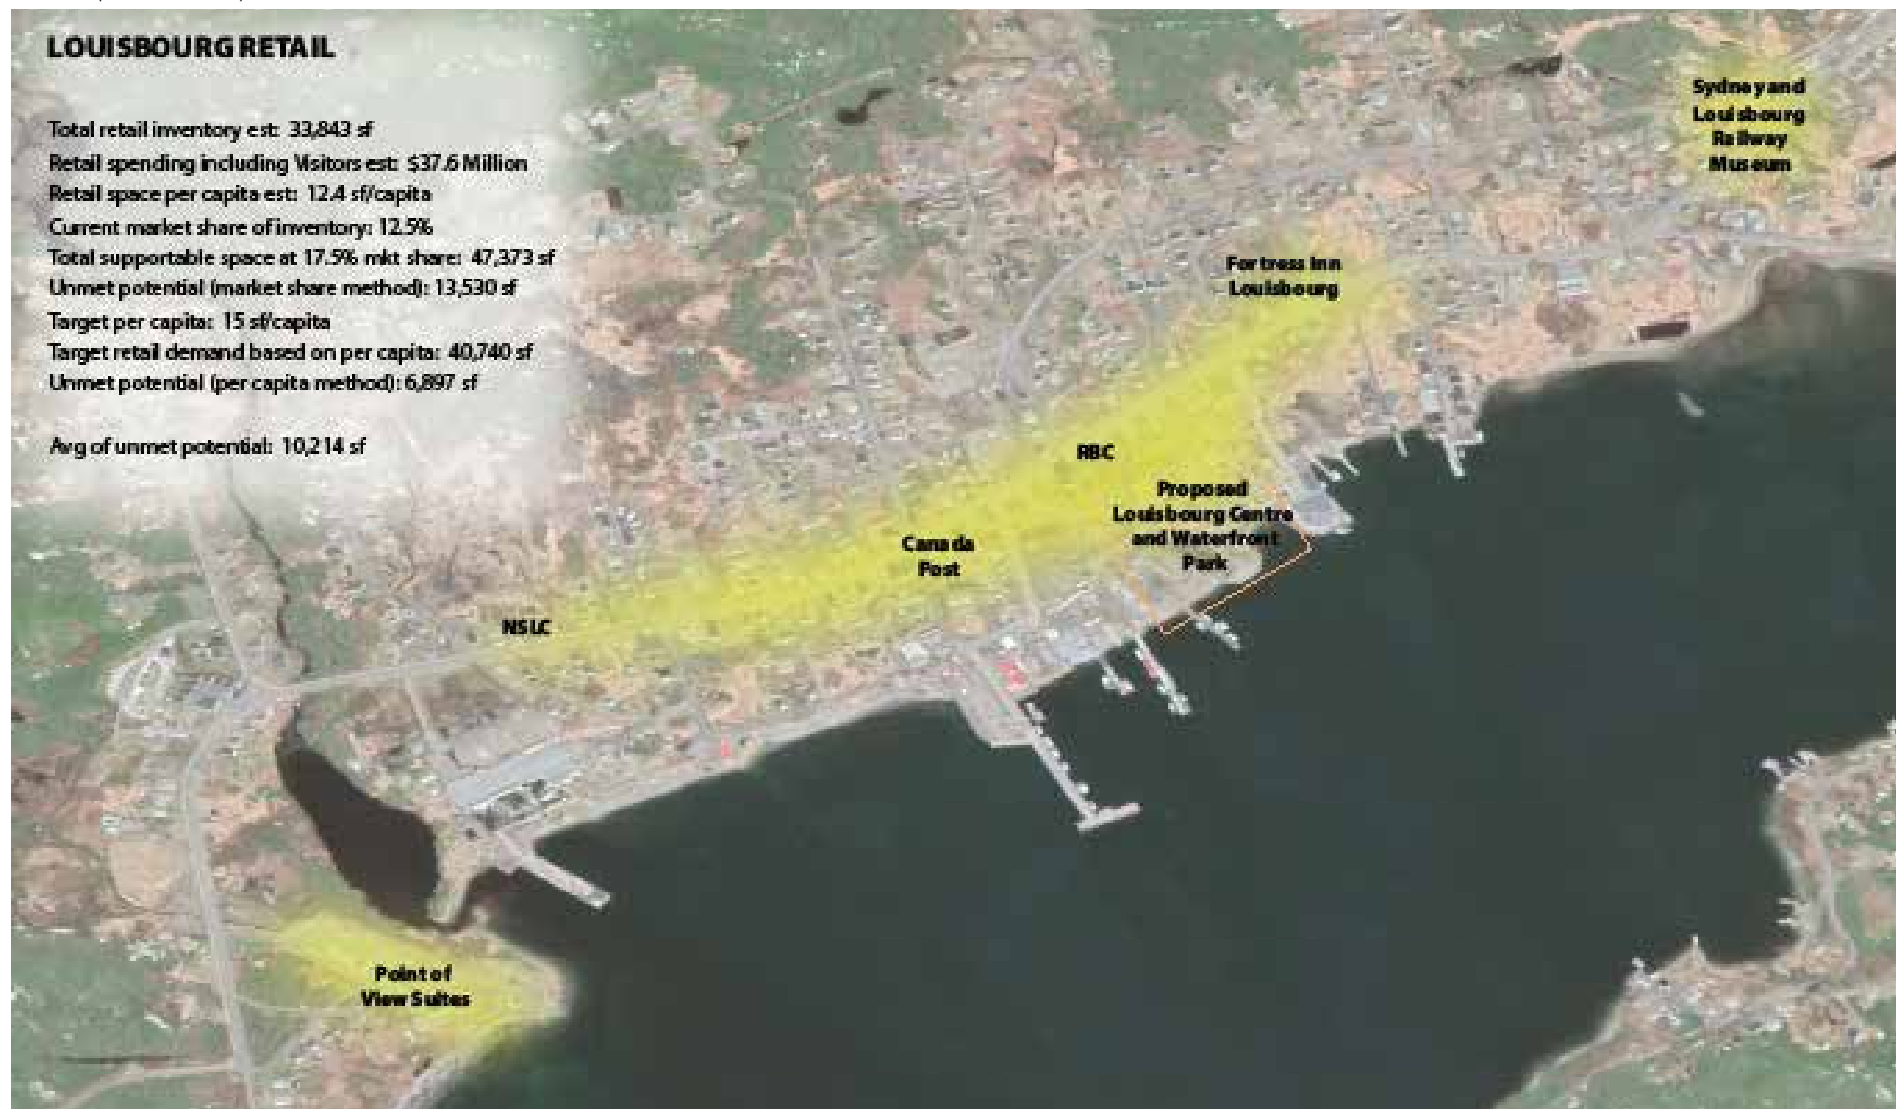 LOUISBOURG RETAIL
Total retail inventory est: 33,843 sf
Retail spending including Visitors est: $37.6 Million
Retail space per capita est: 12.4 sf/capita
Current market share of inventory: 12.5%
Total supportable space at 17.5% mkt share: 47,373 sf
Unmet potential (market share method): 13,530 sf
Target per capita: 15 sf/capita
Target retail demand based on per capita: 40,740 sf
Unmet potential (per capita method): 6,897 sf
Avg of unmet potential: 10,214 sf
Sydney and
Louisbourg
Railway
Museum
Fortress Inn
Louisbourg
RBC
Proposed
Louisbourg Centre
and Waterfront
Park
Canada
Post
NSLC
Point of
View Suites